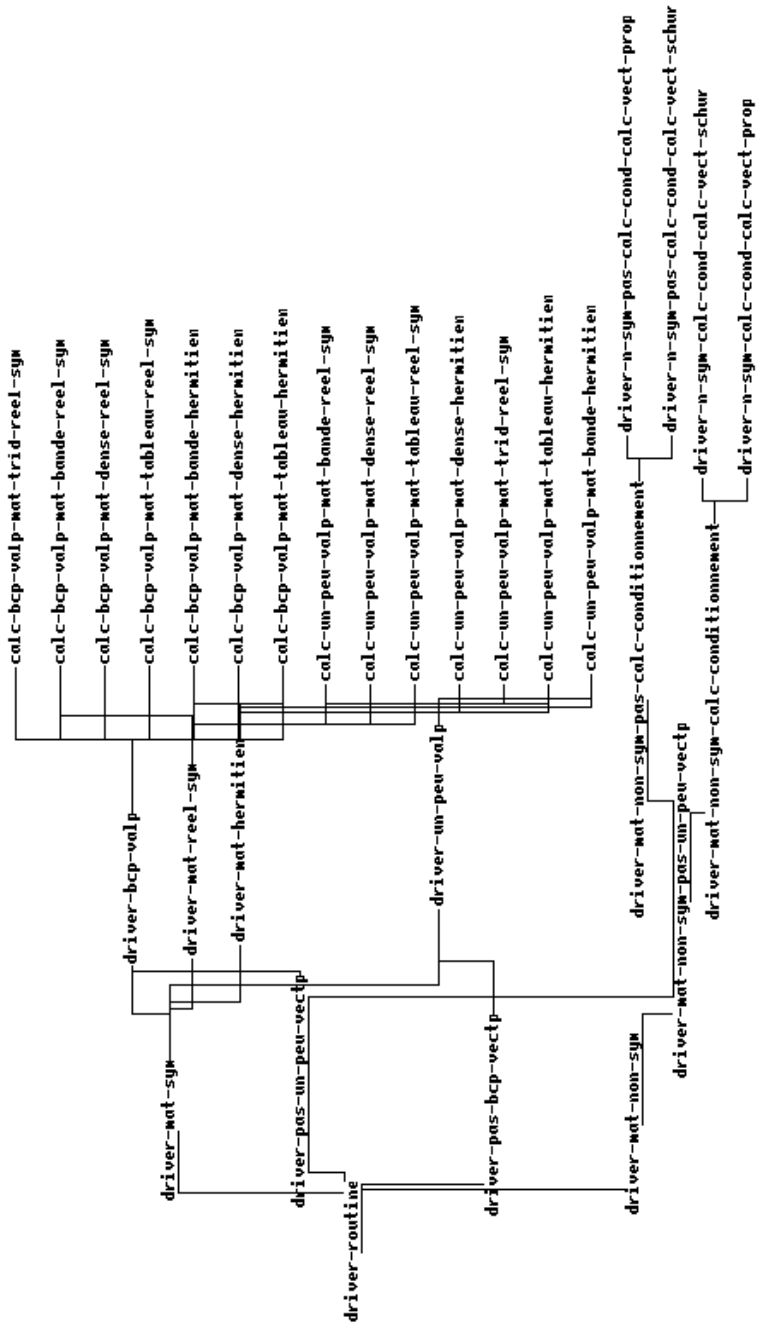 calc-bcp-valp-mat-trid-reel-sym
calc-bcp-valp-mat-bande-reel-sym
calc-bcp-valp-mat-dense-reel-sym
calc-bcp-valp-mat-tableau-reel-sym
calc-bcp-valp-mat-bande-hermitien
calc-bcp-valp-mat-dense-hermitien
calc-bcp-valp-mat-tableau-hermitien
calc-un-peu-valp-mat-bande-reel-sym
calc-un-peu-valp-mat-dense-reel-sym
calc-un-peu-valp-mat-tableau-reel-sym
calc-un-peu-valp-mat-dense-hermitien
calc-un-peu-valp-mat-trid-reel-sym
calc-un-peu-valp-mat-tableau-hermitien
calc-un-peu-valp-mat-bande-hermitien
driver-n-sym-pas-calc-cond-calc-vect-prop
driver-n-sym-pas-calc-cond-calc-vect-schur
driver-n-sym-calc-cond-calc-vect-schur
driver-n-sym-calc-cond-calc-vect-prop
driver-bcp-valp
driver-mat-reel-sym
driver-mat-hermitien
driver-un-peu-valp
driver-mat-non-sym-pas-calc-conditionnement
driver-mat-non-sym-calc-conditionnement
driver-mat-sym
driver-pas-un-peu-vectp
driver-pas-bcp-vectp
driver-mat-non-sym
driver-mat-non-sym-pas-un-peu-vectp
driver-routine